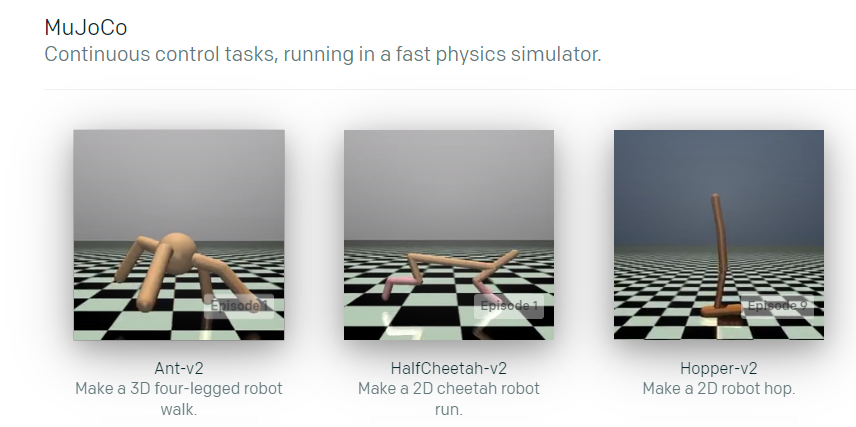 MuJoCo
Continuous control tasks, running in a fast physics simulator.
Episode 1
Episode 1
Episode 9
Ant-v2
HalfCheetah-v2
Hopper-v2
Make a 3D four-legged robot
walk.
Make a 2D cheetah robot
run.
Make a 2D robot hop.